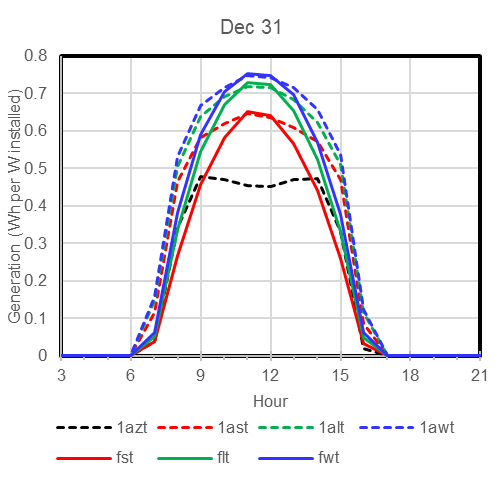 Dec 31
Generation (Wh per W installed)
0.8
0.7
0.6
0.5
0.4
0.3
0.2
0.1
0
3 6 9 12 15 18 21
Hour
1azt 1ast 1alt 1awt
fst flt fwt